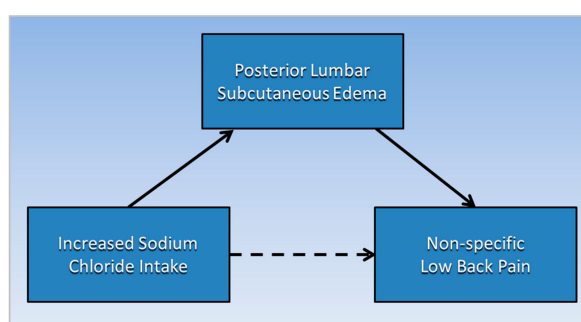 Posterior Lumbar
Subcutaneous Edema
Increased Sodium
Chloride Intake
Non-specific
Low Back Pain